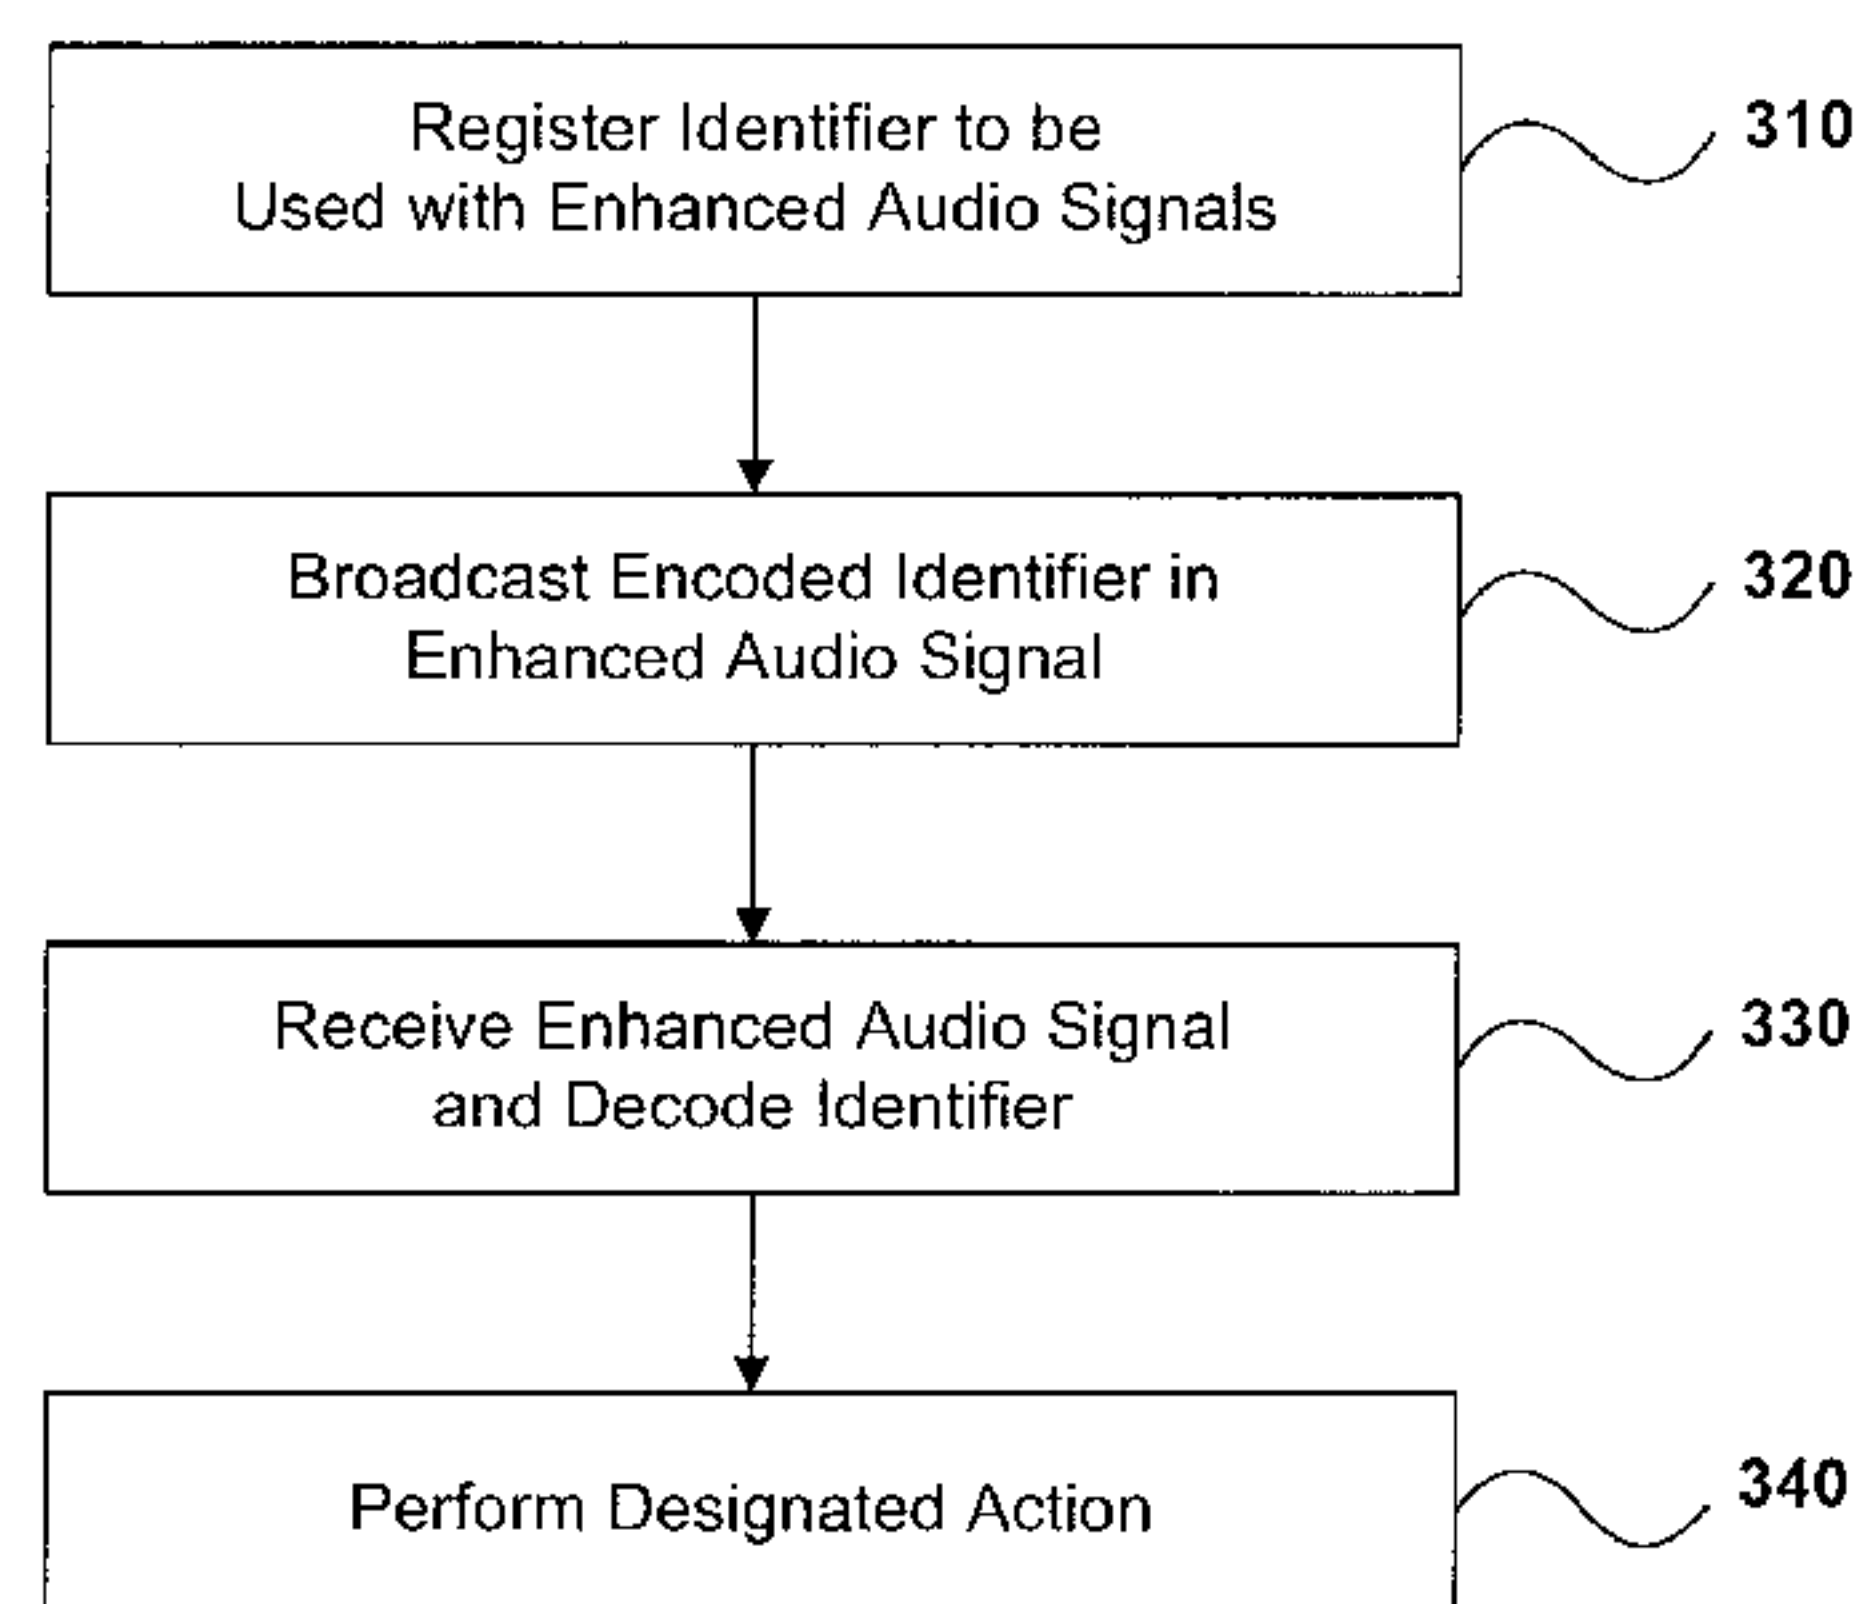 Register Identifier to be
Used with Enhanced Audio Signals
310
Broadcast Encoded Identifier in
Enhanced Audio Signal
320
Receive Enhanced Audio Signal
and Decode Identifier
330
Perform Designated Action
340